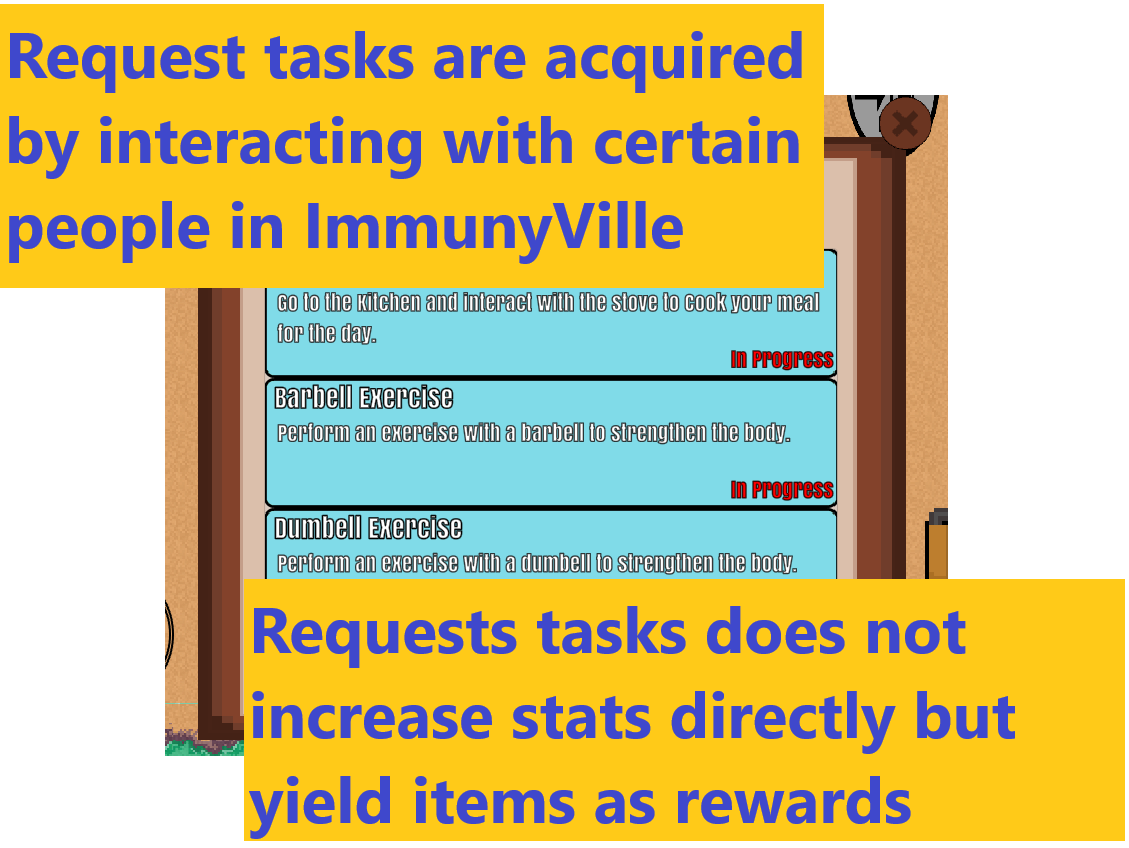 Request tasks are acquired
by interacting with certain
people in ImmunyVille
Go to the Kitchen and interact with the stove to Cook your meal
for the day.
In Progress
Barbell Exercise
Perform an exercise with a barbell to strengthen the body.
In Progress
Dumbell Exercise
Perform an exercise with a dumbell to strengthen the body.
Requests tasks does not
increase stats directly but
yield items as rewards